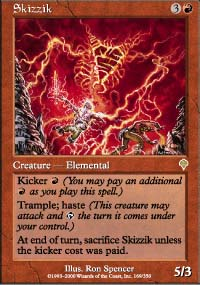 Skizzik 3
Creature — Elemental
Kicker (You may pay an additional
as you play this spell.)
Trample; haste (This creature may
attack and the turn it comes under
your control.)
At end of turn, sacrifice Skizzik unless
the kicker cost was paid.
Illus. Ron Spencer
©1993-2000 Wizards of the Coast, Inc. 169/350
5/3